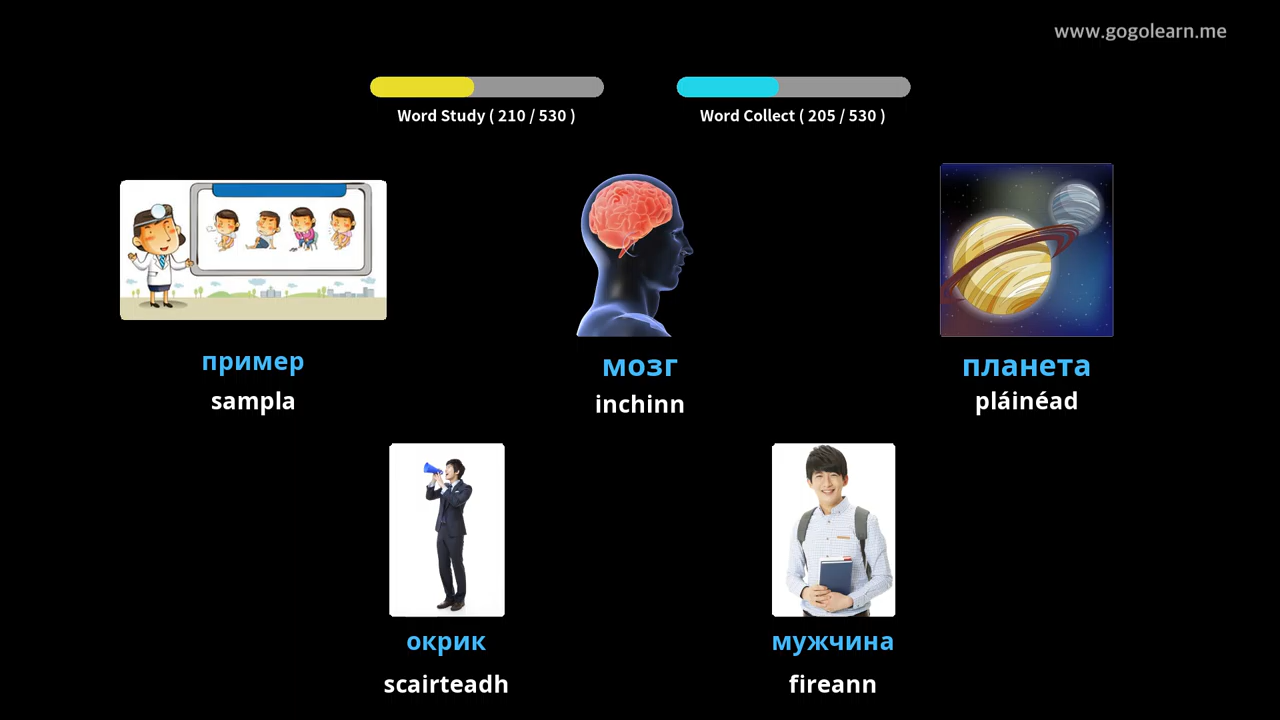 www.gogolearn.me
Word Study ( 210 / 530 )
Word Collect ( 205 / 530 )
пример
мозг
планета
sampla
inchinn
pláinéad
окрик
мужчина
scairteadh
fireann